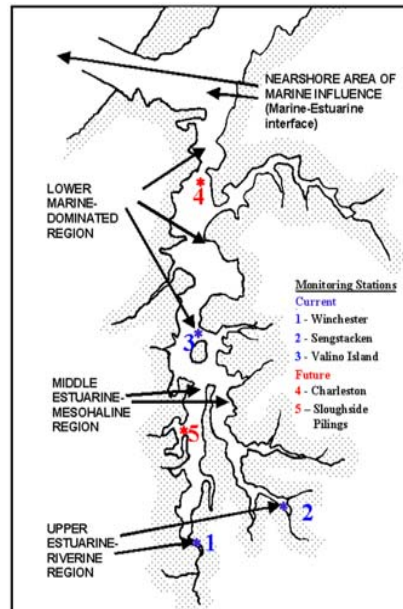 NEARSHORE AREA OF
MARINE INFLUENCE
(Marine-Estuarine
interface)
4
LOWER
MARINE-
DOMINATED
REGION
Monitoring Stations
Current
1 - Winchester
2 - Sengstacken
3 - Valino Island
Future
4 - Charleston
5 – Sloughside
Pilings
3
MIDDLE
ESTUARINE-
MESOHALINE
REGION
5
2
UPPER
ESTUARINE-
RIVERINE
REGION
1